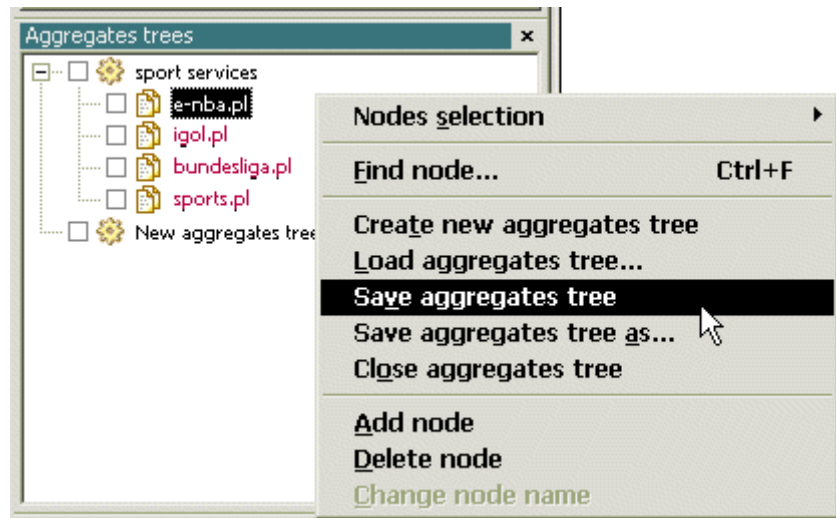 Aggregates trees
sport services
e-nba.pl
igol.pl
bundesliga.pl
sports.pl
New aggregates tree
Nodes selection
Find node... Ctrl+F
Create new aggregates tree
Load aggregates tree...
Save aggregates tree
Save aggregates tree as...
Close aggregates tree
Add node
Delete node
Change node name